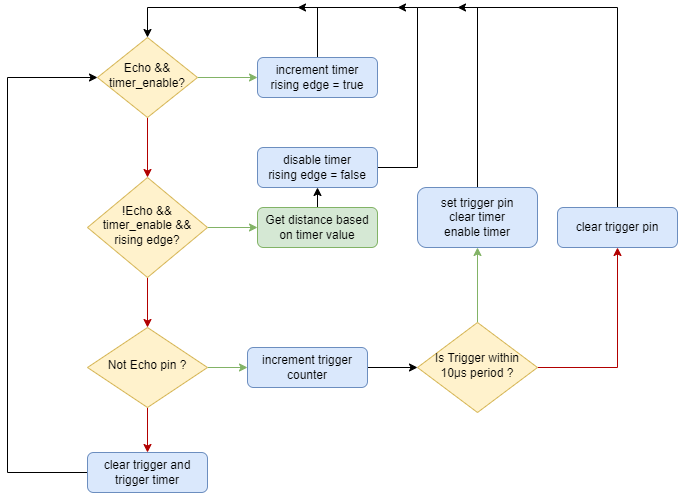 Echo &&
timer_enable?
increment timer
rising edge = true
disable timer
rising edge = false
!Echo &&
timer_enable &&
rising edge?
Get distance based
on timer value
set trigger pin
clear timer
enable timer
clear trigger pin
Not Echo pin ?
increment trigger
counter
Is Trigger within
10μs period ?
clear trigger and
trigger timer